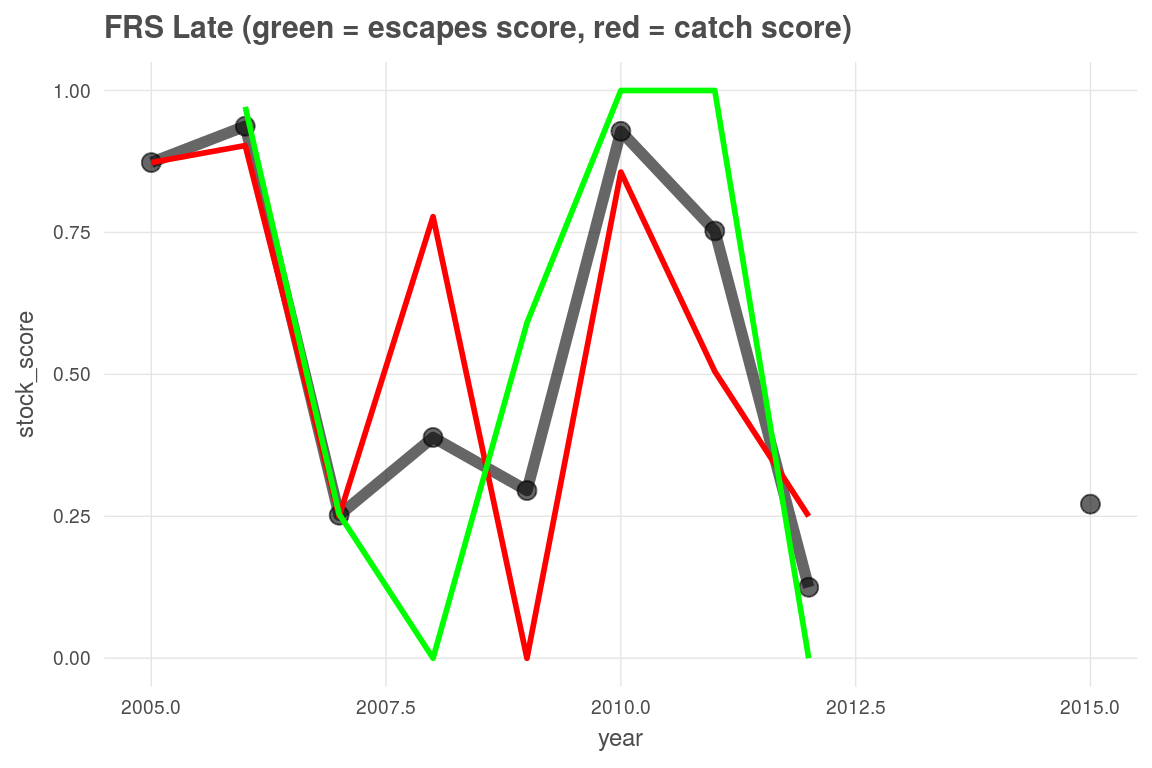 FRS Late (green = escapes score, red = catch score)
1.00
0.75
0.50
0.25
0.00
stock_score
2005.0 2007.5 2010.0 2012.5 2015.0
year